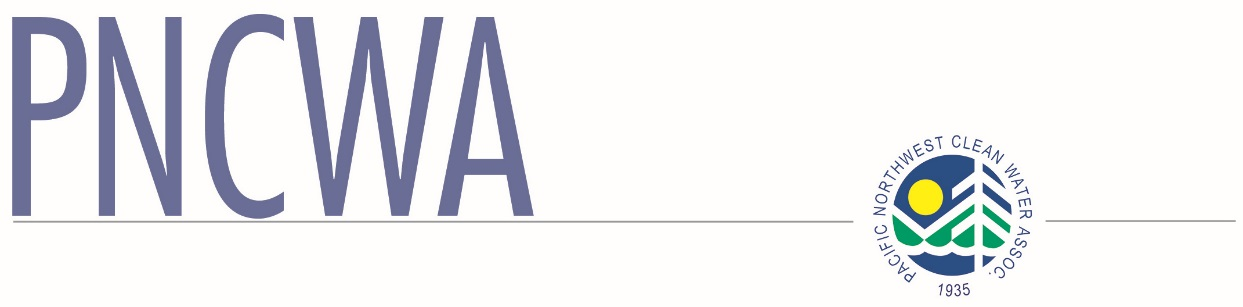 PNCWA
PACIFIC NORTHWEST CLEAN WATER ASSOC.
1935